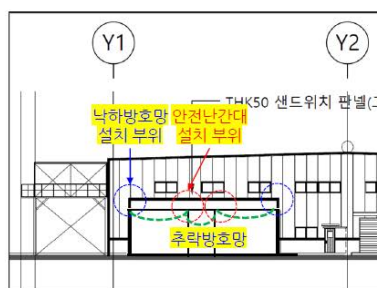 Y1
Y2
THK50 샌드위치 판넬(그
낙하방호망 안전난간대
설치 부위 설치 부위
추락방호망